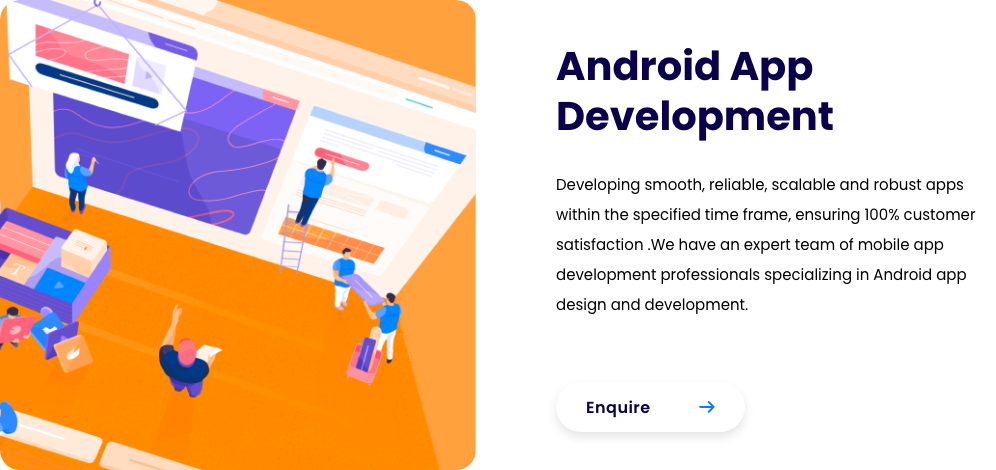 Android App
Development
Developing smooth, reliable, scalable and robust apps
within the specified time frame, ensuring 100% customer
satisfaction .We have an expert team of mobile app
development professionals specializing in Android app
design and development.
Enquire
T